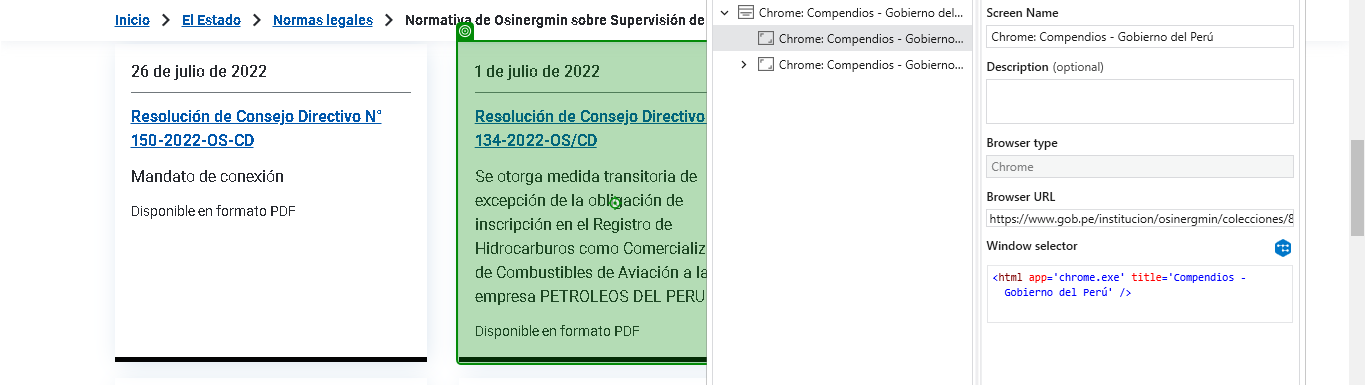 Inicio > El Estado > Normas legales > Normativa de Osinergmin sobre Supervisión de
26 de julio de 2022
Resolución de Consejo Directivo N°
150-2022-OS-CD
Mandato de conexión
Disponible en formato PDF
1 de julio de 2022
Resolución de Consejo Directivo
134-2022-OS/CD
Se otorga medida transitoria de
excepción de la obligación de
inscripción en el Registro de
Hidrocarburos como Comercializ
de Combustibles de Aviación a la
empresa PETROLEOS DEL PERU
Disponible en formato PDF
Chrome: Compendios - Gobierno del...
Chrome: Compendios - Gobierno...
Chrome: Compendios - Gobierno...
Screen Name
Chrome: Compendios - Gobierno del Perú
Description (optional)
Browser type
Chrome
Browser URL
https://www.gob.pe/institucion/osinergmin/colecciones/8
Window selector
<html app='chrome.exe' title='Compendios -
Gobierno del Perú' />